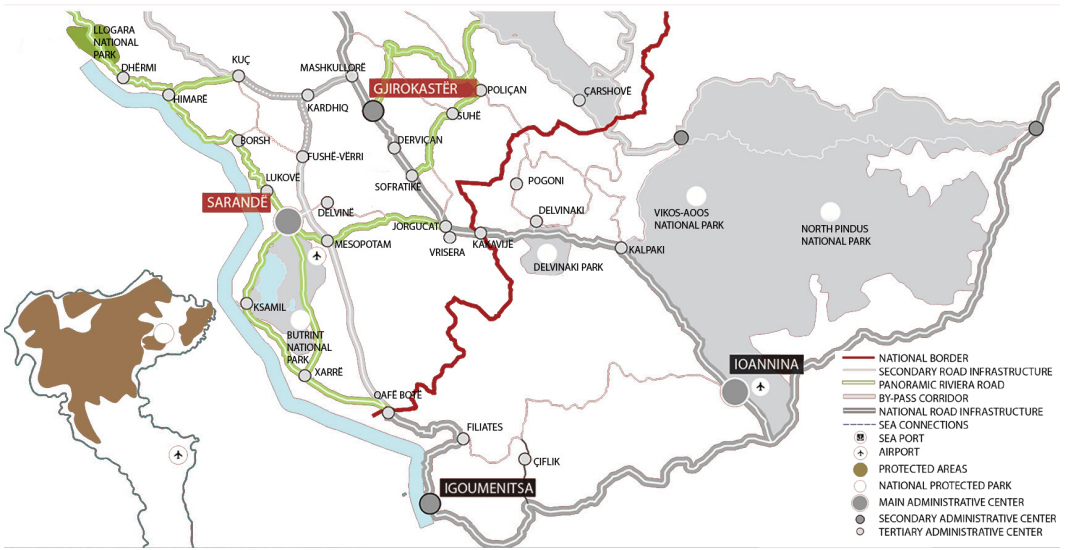 LLOGARA
NATIONAL
PARK
DHËRMI
KUÇ
MASHKULLORË
HIMARË
KARDHIQ
GJIROKASTËR
POLIÇAN
ÇARSHOVË
SUHË
BORSH
DERVIÇAN
FUSHË-VËRRI
LUKOVË
SOFRATIKË
POGONI
SARANDË
DELVINË
DELVINAKI
VIKOS-AOOS
NATIONAL PARK
JORGUCAT
NORTH PINDUS
NATIONAL PARK
MESOPOTAM
VRISERA
KAKAVIJË
KALPAKI
DELVINAKI PARK
KSAMIL
BUTRINT
NATIONAL
PARK
XARRË
IOANNINA
QAFË BOTË
FILIATES
ÇIFLIK
IGOUMENITSA
NATIONAL BORDER
SECONDARY ROAD INFRASTRUCTURE
PANORAMIC RIVIERA ROAD
BY-PASS CORRIDOR
NATIONAL ROAD INFRASTRUCTURE
SEA CONNECTIONS
SEA PORT
AIRPORT
PROTECTED AREAS
NATIONAL PROTECTED PARK
MAIN ADMINISTRATIVE CENTER
SECONDARY ADMINISTRATIVE CENTER
TERTIARY ADMINISTRATIVE CENTER